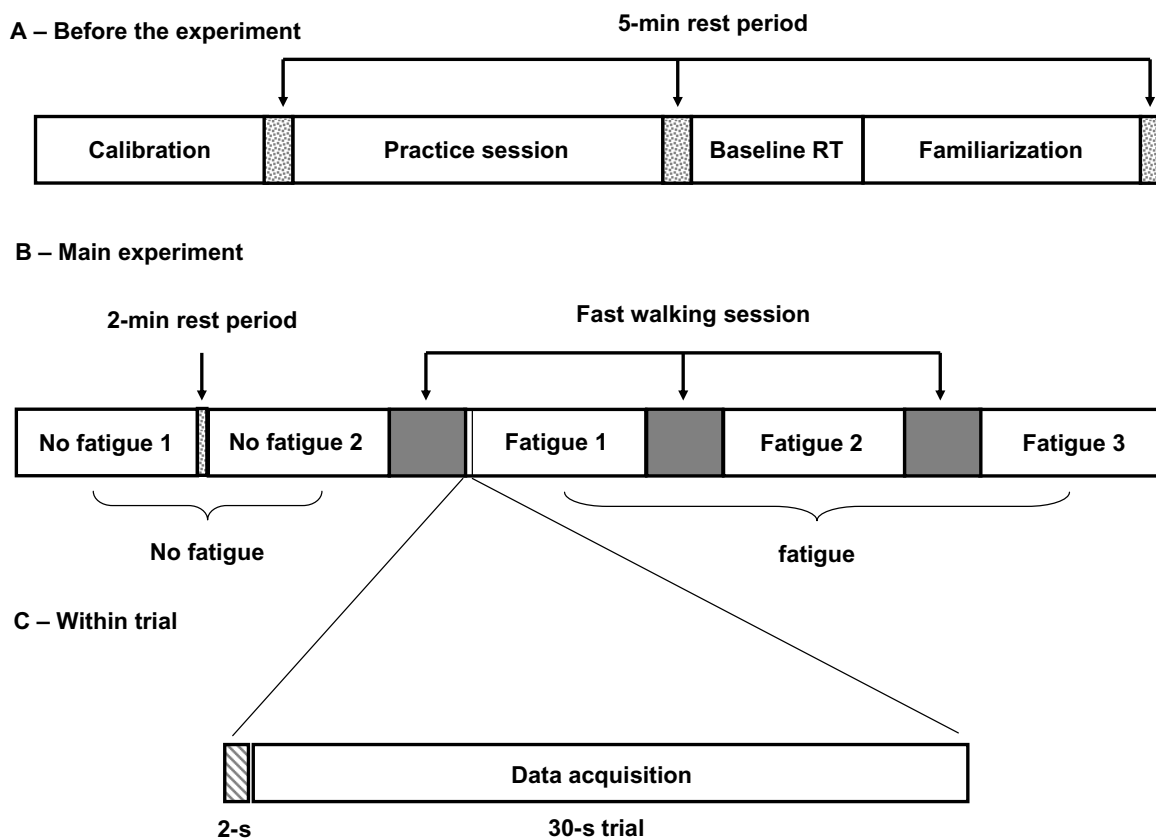 A – Before the experiment
5-min rest period
Calibration
Practice session
Baseline RT
Familiarization
B – Main experiment
2-min rest period
Fast walking session
No fatigue 1
No fatigue 2
Fatigue 1
Fatigue 2
Fatigue 3
No fatigue
fatigue
C – Within trial
Data acquisition
2-s
30-s trial